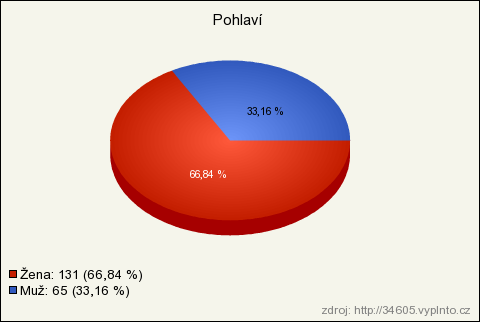 Pohlaví
33,16 %
66,84 %
Žena: 131 (66,84 %)
Muž: 65 (33,16 %)
zdroj: http://34605.vyplnto.cz